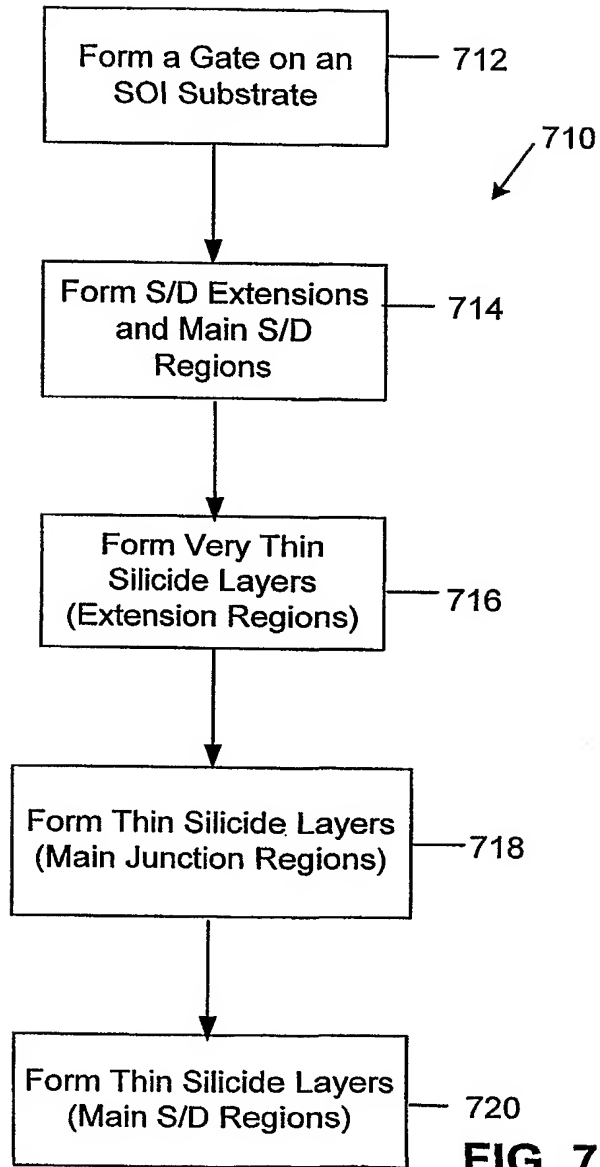 Form a Gate on an
SOI Substrate
712
710
Form S/D Extensions
and Main S/D
Regions
714
Form Very Thin
Silicide Layers
(Extension Regions)
716
Form Thin Silicide Layers
(Main Junction Regions)
718
Form Thin Silicide Layers
(Main S/D Regions)
720
FIG. 7